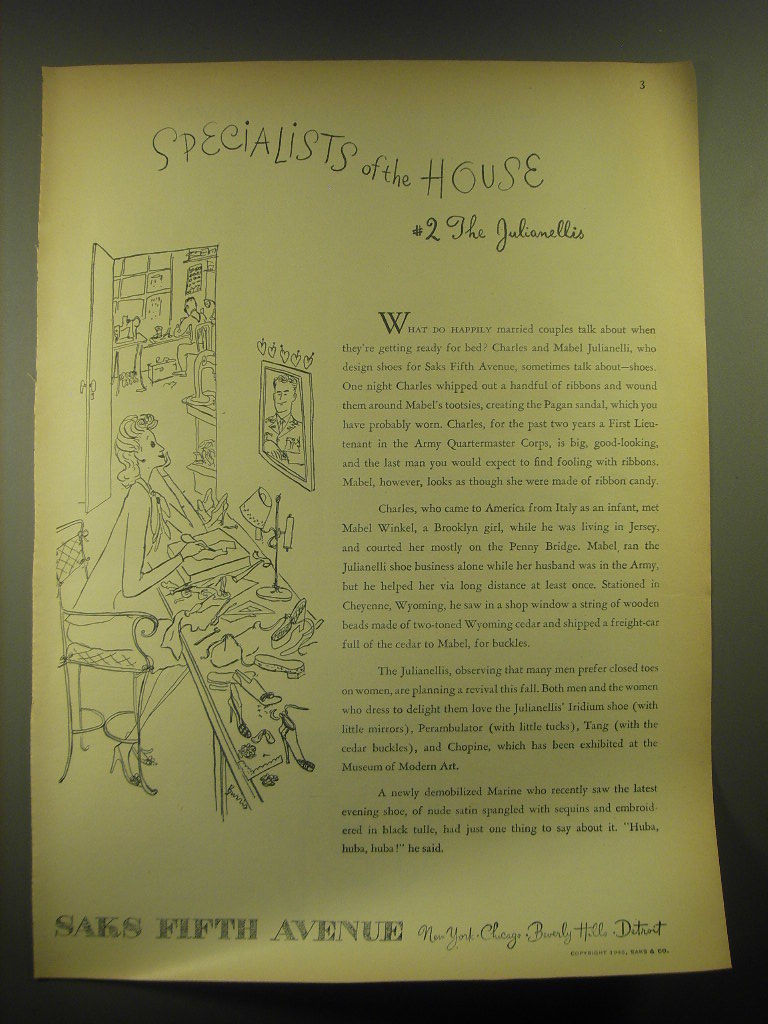 3
SPECIALISTS of the HOUSE
#2 The Julianellis
WHAT DO HAPPILY married couples talk about when
they're getting ready for bed? Charles and Mabel Julianelli, who
design shoes for Saks Fifth Avenue, sometimes talk about—shoes.
One night Charles whipped out a handful of ribbons and wound
them around Mabel's tootsies, creating the Pagan sandal, which you
have probably worn. Charles, for the past two years a First Lieu-
tenant in the Army Quartermaster Corps, is big, good-looking,
and the last man you would expect to find fooling with ribbons.
Mabel, however, looks as though she were made of ribbon candy.
Charles, who came to America from Italy as an infant, met
Mabel Winkel, a Brooklyn girl, while he was living in Jersey,
and courted her mostly on the Penny Bridge. Mabel ran the
Julianelli shoe business alone while her husband was in the Army,
but he helped her via long distance at least once. Stationed in
Cheyenne, Wyoming, he saw in a shop window a string of wooden
beads made of two-toned Wyoming cedar and shipped a freight-car
full of the cedar to Mabel, for buckles.
The Julianellis, observing that many men prefer closed toes
on women, are planning a revival this fall. Both men and the women
who dress to delight them love the Julianellis' Iridium shoe (with
little mirrors), Perambulator (with little tucks), Tang (with the
cedar buckles), and Chopine, which has been exhibited at the
Museum of Modern Art.
A newly demobilized Marine who recently saw the latest
evening shoe, of nude satin spangled with sequins and embroid-
ered in black tulle, had just one thing to say about it. "Huba,
huba, huba!" he said.
SAKS FIFTH AVENUE New York · Chicago · Beverly Hills · Detroit
COPYRIGHT 1945, SAKS & CO.